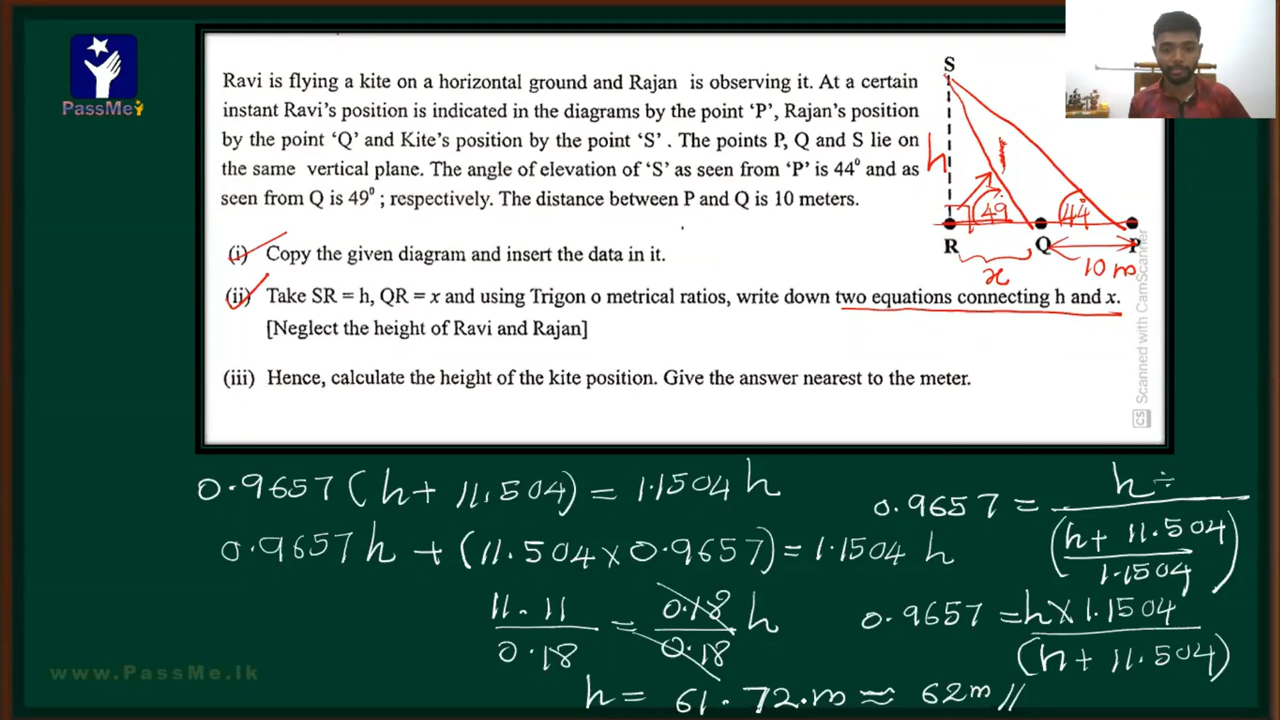 PassMe
Ravi is flying a kite on a horizontal ground and Rajan is observing it. At a certain
instant Ravi's position is indicated in the diagrams by the point 'P', Rajan's position
by the point 'Q' and Kite's position by the point 'S' . The points P, Q and S lie on
the same vertical plane. The angle of elevation of 'S' as seen from 'P' is 44⁰ and as
seen from Q is 49⁰ ; respectively. The distance between P and Q is 10 meters.
(i) Copy the given diagram and insert the data in it.
(ii) Take SR = h, QR = x and using Trigon o metrical ratios, write down two equations connecting h and x.
[Neglect the height of Ravi and Rajan]
(iii) Hence, calculate the height of the kite position. Give the answer nearest to the meter.
S
h
49
44
R
Q
P
x
10 m
CS Scanned with CamScanner
0.9657 (h + 11.504) = 1.1504 h
0.9657 h + (11.504 x 0.9657) = 1.1504 h
11.11 / 0.18 = 0.18 / 0.18 h
h = 61.72.m ≈ 62m //
0.9657 = h ÷ / (h + 11.504 / 1.1504)
0.9657 = h x 1.1504 / (h + 11.504)
www.PassMe.lk